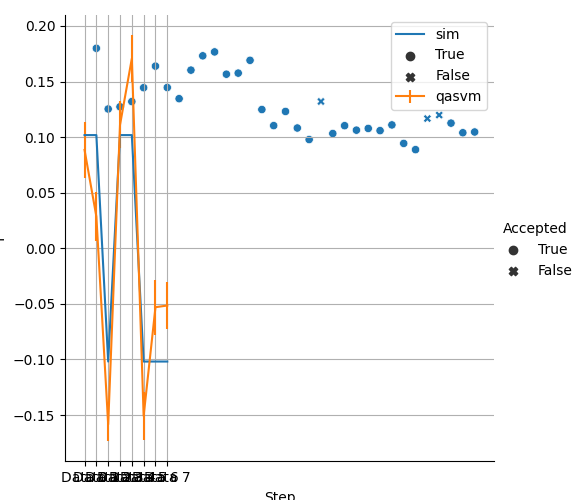 0.20
0.15
0.10
0.05
0.00
−0.05
−0.10
−0.15
sim
True
False
qasvm
Accepted
True
False
7
Step